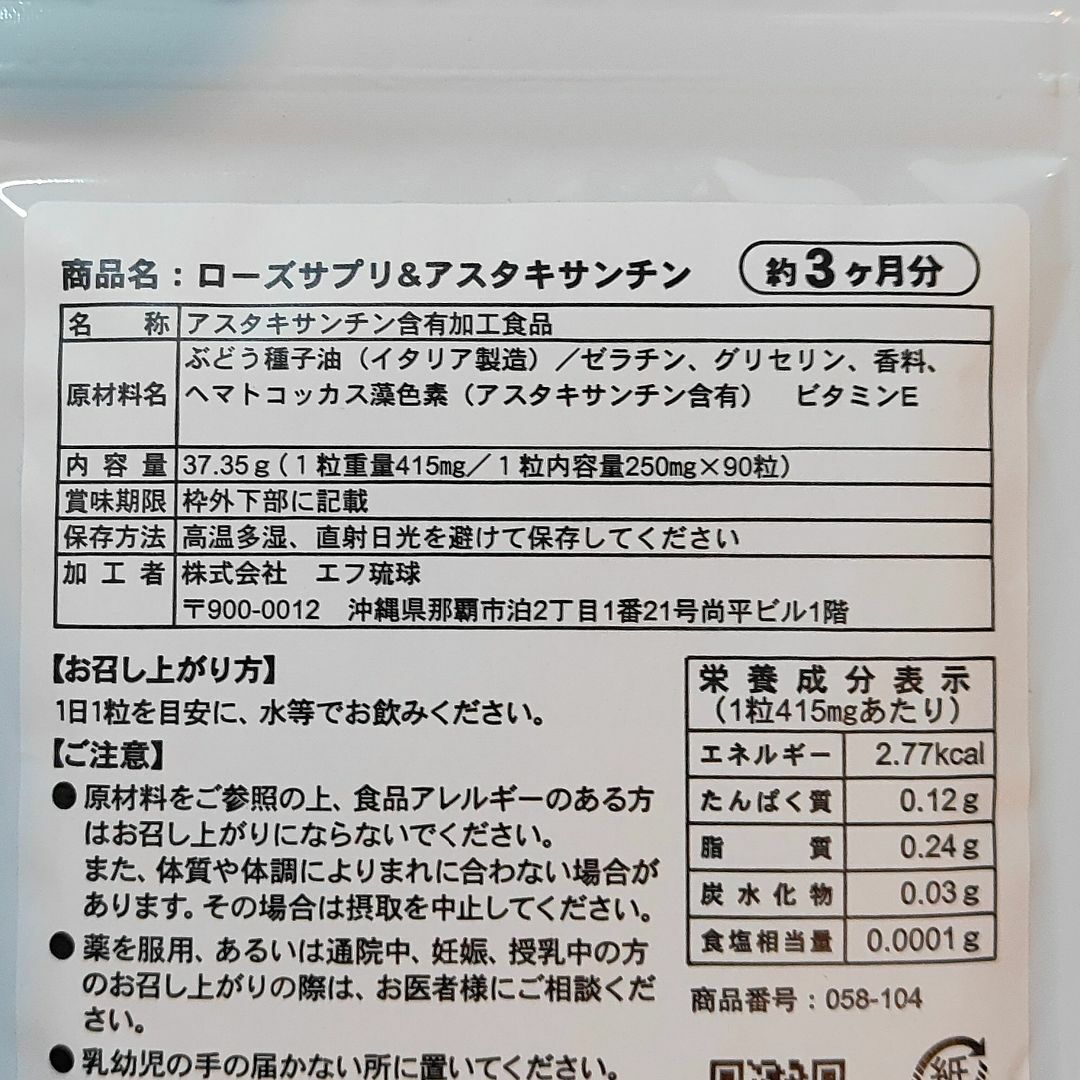 商品名：ローズサプリ&アスタキサンチン
約3ヶ月分
名称 アスタキサンチン含有加工食品
原材料名 ぶどう種子油（イタリア製造）／ゼラチン、グリセリン、香料、
ヘマトコッカス藻色素（アスタキサンチン含有） ビタミンE
内容量 37.35g（1粒重量415mg／1粒内容量250mg×90粒）
賞味期限 枠外下部に記載
保存方法 高温多湿、直射日光を避けて保存してください
加工者 株式会社 エフ琉球
〒900-0012 沖縄県那覇市泊2丁目1番21号尚平ビル1階
【お召し上がり方】
1日1粒を目安に、水等でお飲みください。
【ご注意】
●原材料をご参照の上、食品アレルギーのある方
はお召し上がりにならないでください。
また、体質や体調によりまれに合わない場合が
あります。その場合は摂取を中止してください。
●薬を服用、あるいは通院中、妊娠、授乳中の方
のお召し上がりの際は、お医者様にご相談くだ
さい。
●乳幼児の手の届かない所に置いてください。
栄養成分表示
（1粒415mgあたり）
エネルギー 2.77kcal
たんぱく質 0.12g
脂質 0.24g
炭水化物 0.03g
食塩相当量 0.0001g
商品番号：058-104
紙